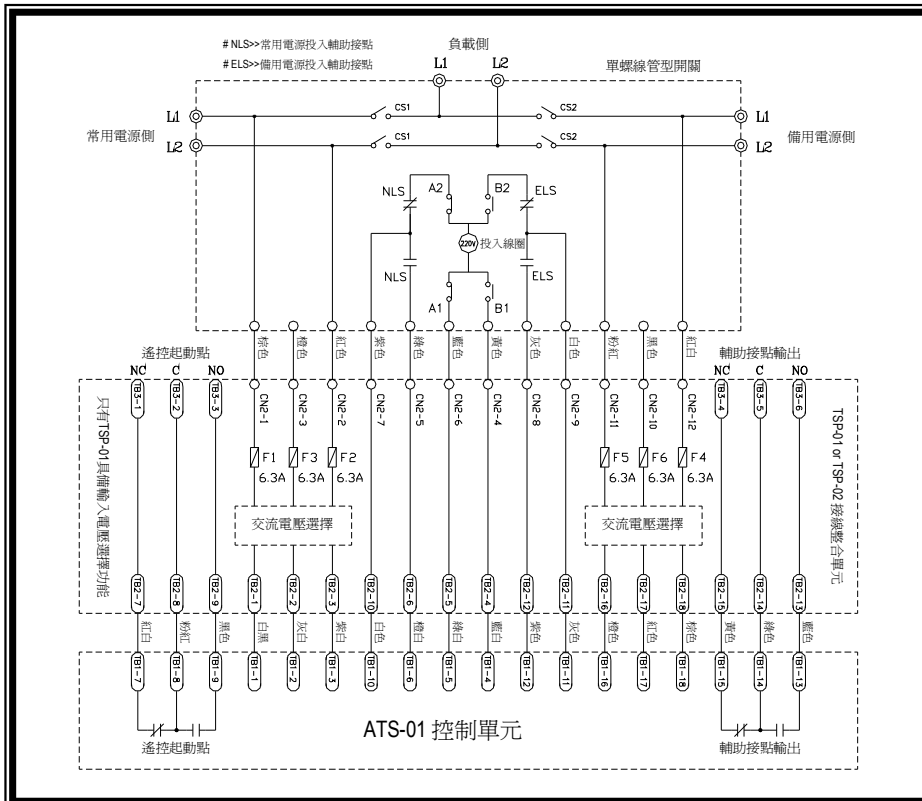 # NLS>>常用電源投入輔助接點
# ELS>>備用電源投入輔助接點
負載側
L1 L2
單螺線管型開關
L1 CS1 CS2 L1
常用電源側 備用電源側
L2 CS1 CS2 L2
NLS A2 B2 ELS
220V 投入線圈
NLS ELS
A1 B1
棕色 橙色 紅色 紫色 綠色 藍色 黃色 灰色 白色 粉紅 黑色 紅白
遙控起動點 輔助接點輸出
NC C NO NC C NO
TB3-1 TB3-2 TB3-3 CN2-1 CN2-3 CN2-2 CN2-7 CN2-5 CN2-6 CN2-4 CN2-8 CN2-9 CN2-11 CN2-10 CN2-12 TB3-4 TB3-5 TB3-6
只有TSP-01具備輸入電壓選擇功能
TSP-01 or TSP-02 接線整合單元
F1 F3 F2 F5 F6 F4
6.3A 6.3A 6.3A 6.3A 6.3A 6.3A
交流電壓選擇 交流電壓選擇
TB2-7 TB2-8 TB2-9 TB2-1 TB2-2 TB2-3 TB2-10 TB2-6 TB2-5 TB2-4 TB2-12 TB2-11 TB2-16 TB2-17 TB2-18 TB2-15 TB2-14 TB2-13
紅白 粉紅 黑色 白黑 灰白 紫白 白色 橙白 綠白 藍白 紫色 灰色 橙色 紅色 棕色 黃色 綠色 藍色
TB1-7 TB1-8 TB1-9 TB1-1 TB1-2 TB1-3 TB1-10 TB1-6 TB1-5 TB1-4 TB1-12 TB1-11 TB1-16 TB1-17 TB1-18 TB1-15 TB1-14 TB1-13
ATS-01 控制單元
遙控起動點 輔助接點輸出